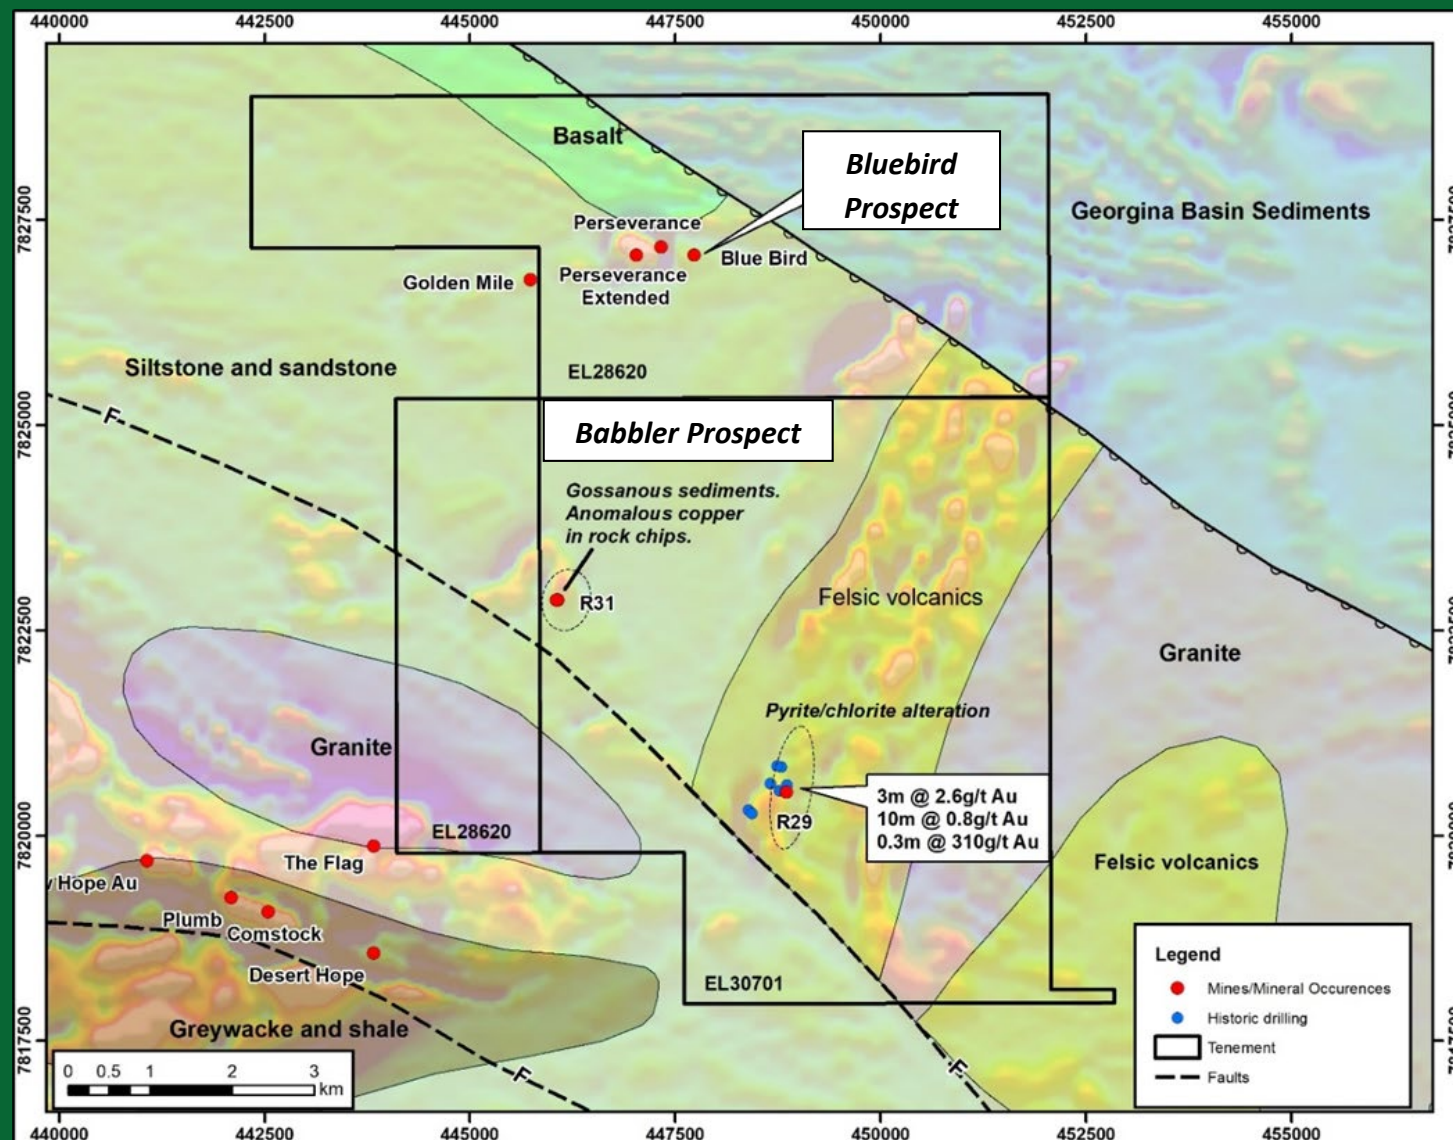 440000
442500
445000
447500
450000
452500
455000
7827500
7825000
7822500
7820000
7817500
Basalt
Bluebird
Prospect
Georgina Basin Sediments
Perseverance
Blue Bird
Perseverance
Extended
Golden Mile
Siltstone and sandstone
EL28620
F
Babbler Prospect
Gossanous sediments.
Anomalous copper
in rock chips.
R31
Felsic volcanics
Granite
Pyrite/chlorite alteration
Granite
3m @ 2.6g/t Au
10m @ 0.8g/t Au
0.3m @ 310g/t Au
R29
EL28620
The Flag
Felsic volcanics
Hope Au
Plumb
Comstock
Desert Hope
EL30701
Greywacke and shale
F
F
Legend
Mines/Mineral Occurences
Historic drilling
Tenement
Faults
0 0.5 1 2 3
km
440000
442500
445000
447500
450000
452500
455000